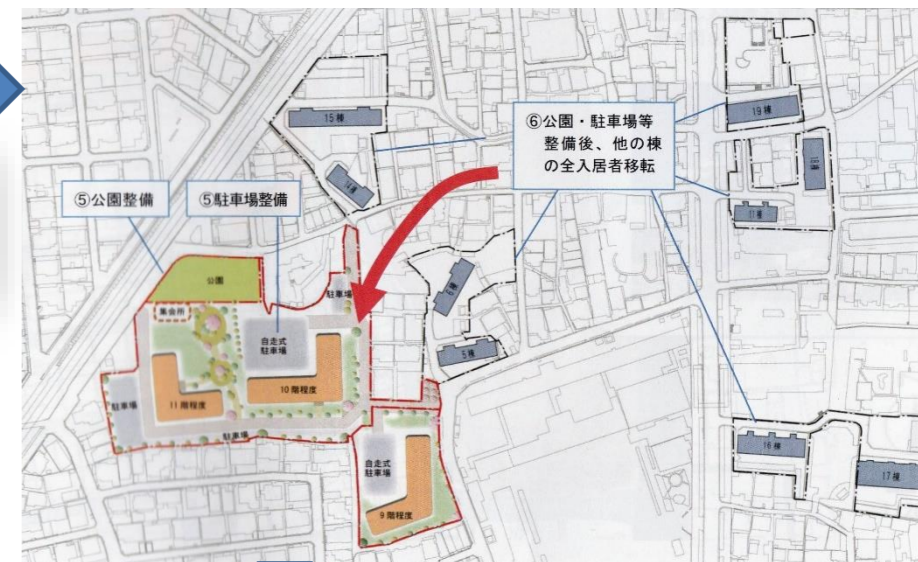 15棟
14棟
19棟
18棟
⑥公園・駐車場等
整備後、他の棟
の全入居者移転
⑤公園整備
⑤駐車場整備
公園
駐車場
集会所
自走式
駐車場
6棟
5棟
10階程度
11階程度
駐車場
駐車場
自走式
駐車場
9階程度
16棟
17棟